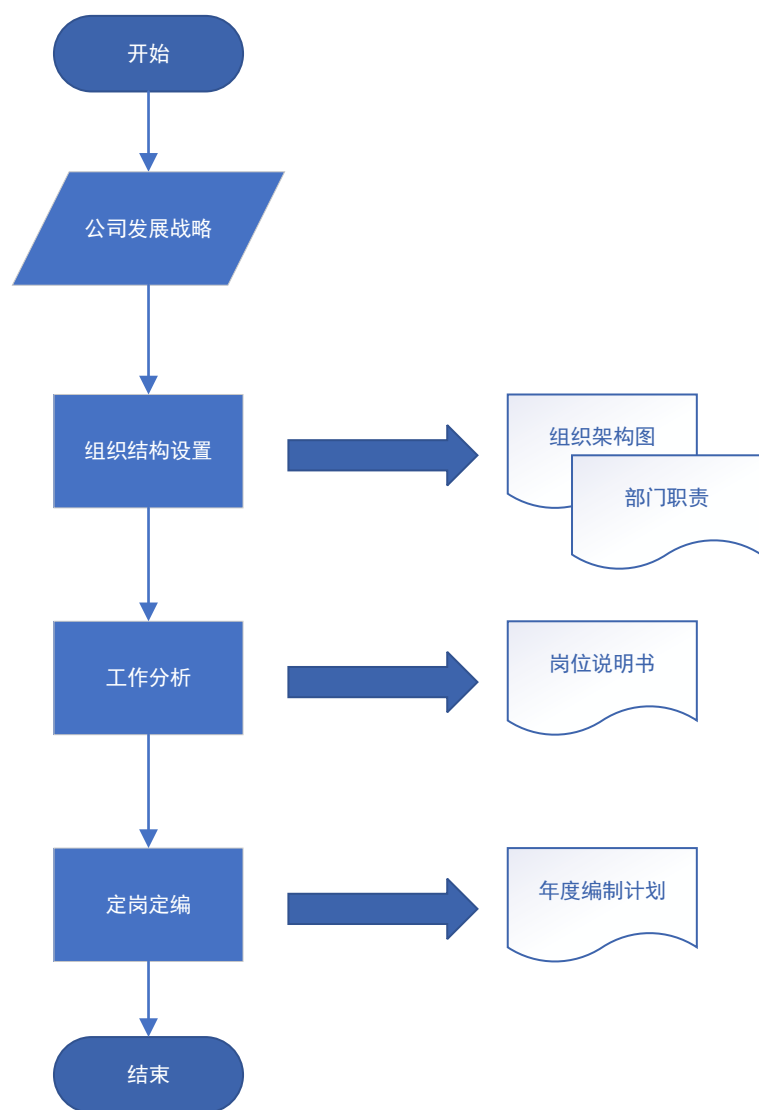 开始
公司发展战略
组织结构设置
组织架构图
部门职责
工作分析
岗位说明书
定岗定编
年度编制计划
结束